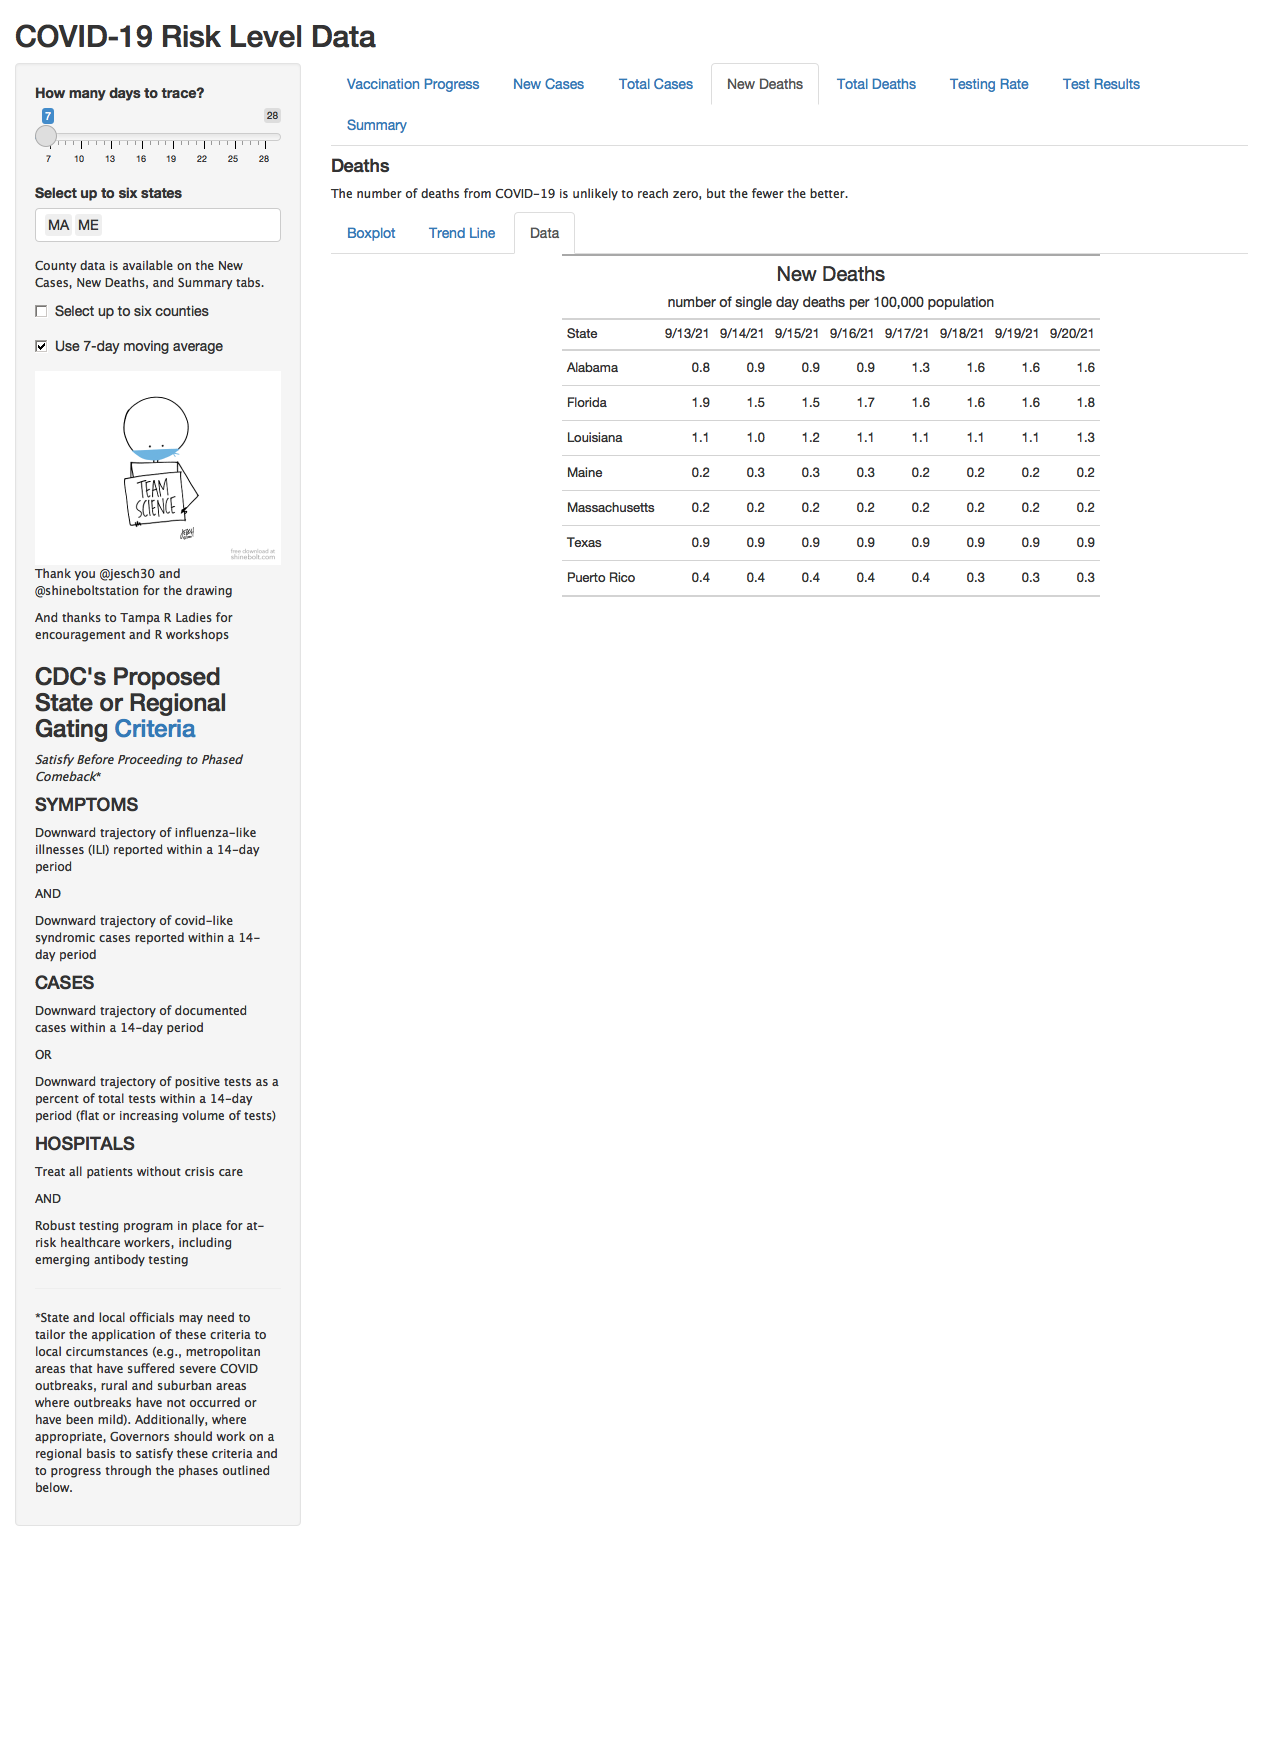 COVID-19 Risk Level Data
How many days to trace?
7 28
7 10 13 16 19 22 25 28
Select up to six states
MA ME
County data is available on the New
Cases, New Deaths, and Summary tabs.
Select up to six counties
Use 7-day moving average
TEAM
SCIENCE
free download at
shinebolt.com
Thank you @jesch30 and
@shineboltstation for the drawing
And thanks to Tampa R Ladies for
encouragement and R workshops
CDC's Proposed
State or Regional
Gating Criteria
Satisfy Before Proceeding to Phased
Comeback*
SYMPTOMS
Downward trajectory of influenza-like
illnesses (ILI) reported within a 14-day
period
AND
Downward trajectory of covid-like
syndromic cases reported within a 14-
day period
CASES
Downward trajectory of documented
cases within a 14-day period
OR
Downward trajectory of positive tests as a
percent of total tests within a 14-day
period (flat or increasing volume of tests)
HOSPITALS
Treat all patients without crisis care
AND
Robust testing program in place for at-
risk healthcare workers, including
emerging antibody testing
*State and local officials may need to
tailor the application of these criteria to
local circumstances (e.g., metropolitan
areas that have suffered severe COVID
outbreaks, rural and suburban areas
where outbreaks have not occurred or
have been mild). Additionally, where
appropriate, Governors should work on a
regional basis to satisfy these criteria and
to progress through the phases outlined
below.
Vaccination Progress New Cases Total Cases New Deaths Total Deaths Testing Rate Test Results
Summary
Deaths
The number of deaths from COVID-19 is unlikely to reach zero, but the fewer the better.
Boxplot Trend Line Data
New Deaths
number of single day deaths per 100,000 population
State 9/13/21 9/14/21 9/15/21 9/16/21 9/17/21 9/18/21 9/19/21 9/20/21
Alabama 0.8 0.9 0.9 0.9 1.3 1.6 1.6 1.6
Florida 1.9 1.5 1.5 1.7 1.6 1.6 1.6 1.8
Louisiana 1.1 1.0 1.2 1.1 1.1 1.1 1.1 1.3
Maine 0.2 0.3 0.3 0.3 0.2 0.2 0.2 0.2
Massachusetts 0.2 0.2 0.2 0.2 0.2 0.2 0.2 0.2
Texas 0.9 0.9 0.9 0.9 0.9 0.9 0.9 0.9
Puerto Rico 0.4 0.4 0.4 0.4 0.4 0.3 0.3 0.3